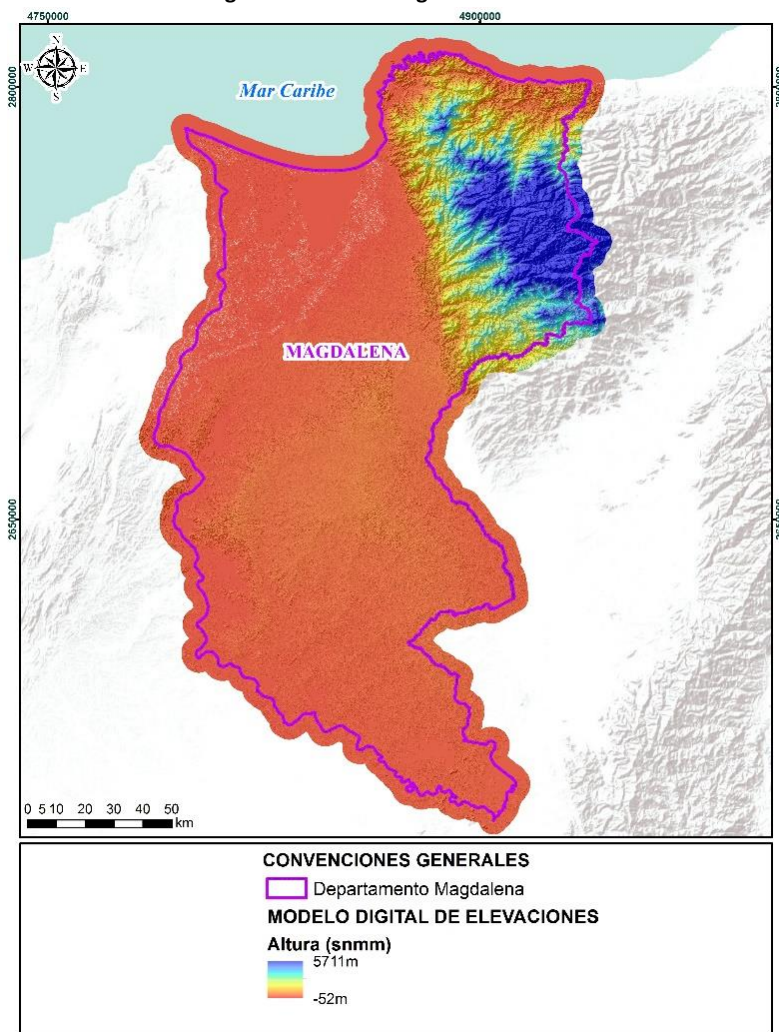 4750000
4900000
N
W
E
S
2800000
Mar Caribe
MAGDALENA
2650000
0 5 10 20 30 40 50
km
CONVENCIONES GENERALES
Departamento Magdalena
MODELO DIGITAL DE ELEVACIONES
Altura (snmm)
5711m
-52m